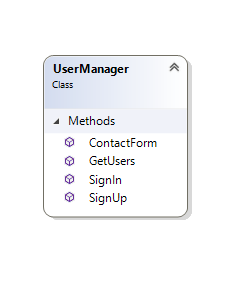 UserManager
Class
Methods
ContactForm
GetUsers
SignIn
SignUp